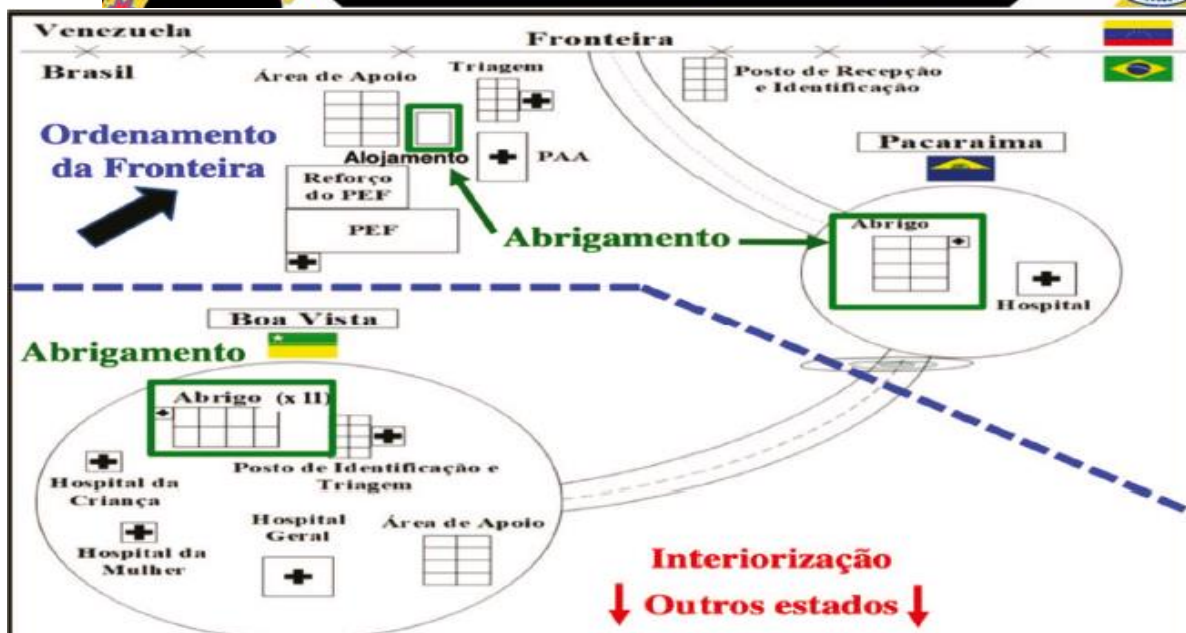 Venezuela
Fronteira
Brasil
Área de Apoio
Triagem
Posto de Recepção
e Identificação
Ordenamento
da Fronteira
Alojamento
PAA
Pacaraima
Reforço
do PEF
PEF
Abrigamento
Abrigo
Hospital
Boa Vista
Abrigamento
Abrigo (x 11)
Posto de Identificação e
Triagem
Hospital da
Criança
Hospital da
Mulher
Hospital
Geral
Área de Apoio
Interiorização
Outros estados